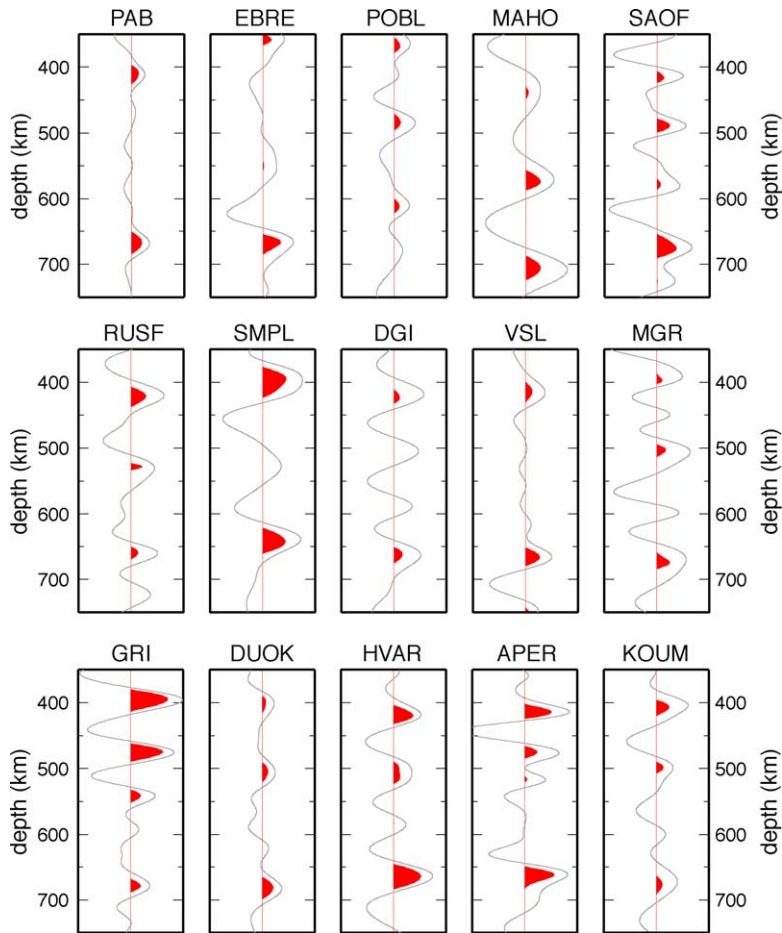 PAB EBRE POBL MAHO SAOF
depth (km) 400 500 600 700 400 500 600 700 depth (km)
RUSF SMPL DGI VSL MGR
depth (km) 400 500 600 700 400 500 600 700 depth (km)
GRI DUOK HVAR APER KOUM
depth (km) 400 500 600 700 400 500 600 700 depth (km)